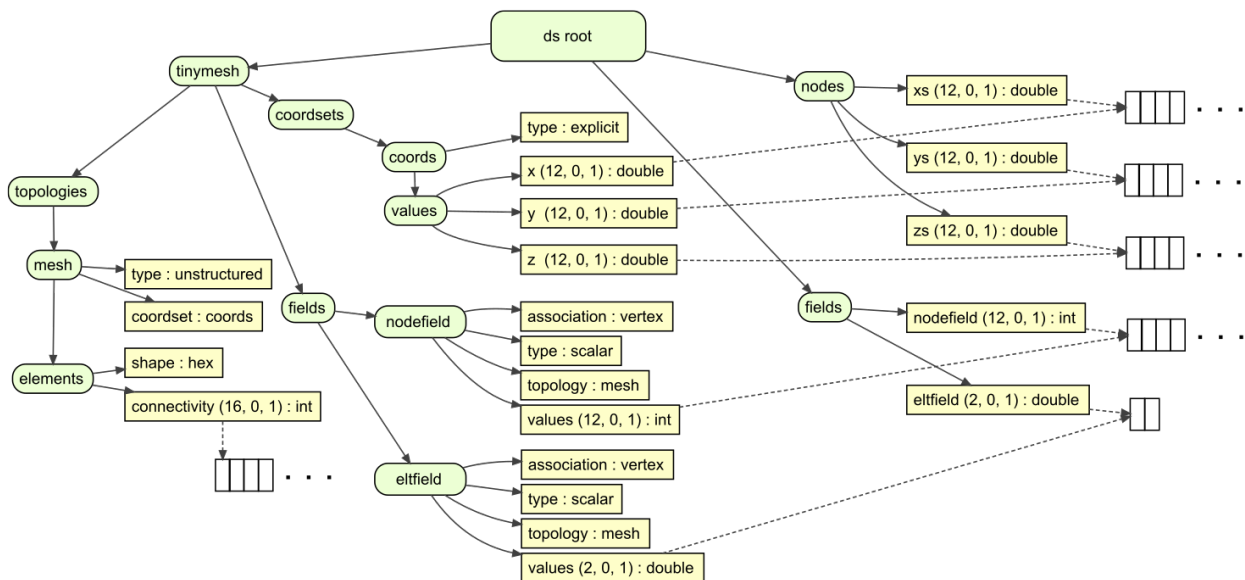 ds root
tinymesh
nodes
xs (12, 0, 1) : double
coordsets
type : explicit
coords
ys (12, 0, 1) : double
x (12, 0, 1) : double
topologies
values
y  (12, 0, 1) : double
zs (12, 0, 1) : double
z  (12, 0, 1) : double
mesh
type : unstructured
fields
nodefield
association : vertex
fields
nodefield (12, 0, 1) : int
coordset : coords
type : scalar
shape : hex
elements
topology : mesh
connectivity (16, 0, 1) : int
values (12, 0, 1) : int
eltfield (2, 0, 1) : double
association : vertex
eltfield
type : scalar
topology : mesh
values (2, 0, 1) : double